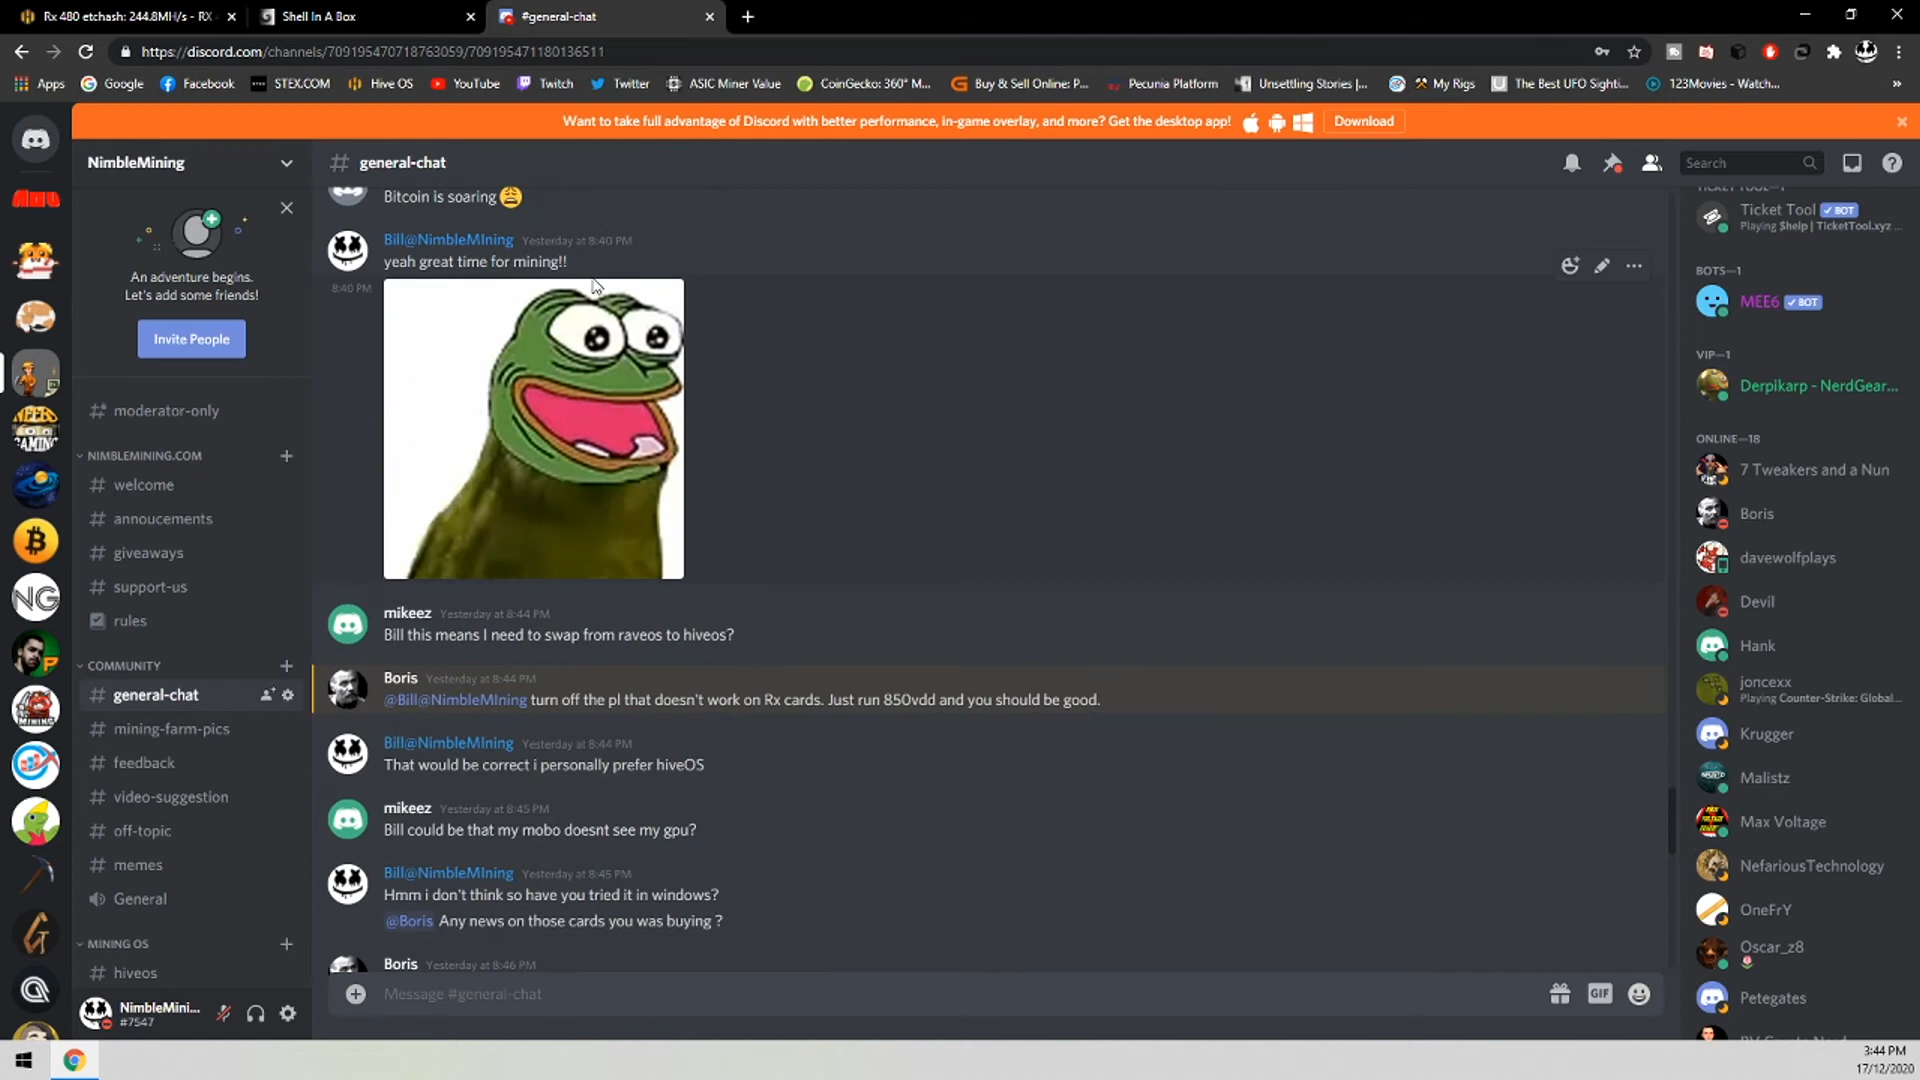 Rx 480 etchash: 244.8MH/s - RX
Shell In A Box
#general-chat
https://discord.com/channels/709195470718763059/709195471180136511
Apps
Google
Facebook
STEX.COM
Hive OS
YouTube
Twitch
Twitter
ASIC Miner Value
CoinGecko: 360° M...
Buy & Sell Online: P...
Pecunia Platform
Unsettling Stories |...
My Rigs
The Best UFO Sighti...
123Movies - Watch...
Want to take full advantage of Discord with better performance, in-game overlay, and more? Get the desktop app!
Download
NimbleMining
general-chat
Search
An adventure begins.
Let's add some friends!
Invite People
moderator-only
NIMBLEMINING.COM
welcome
annoucements
giveaways
support-us
rules
COMMUNITY
general-chat
mining-farm-pics
feedback
video-suggestion
off-topic
memes
General
MINING OS
hiveos
NimbleMini...
#7547
Bitcoin is soaring
Bill@NimbleMIning Yesterday at 8:40 PM
yeah great time for mining!!
8:40 PM
mikeez Yesterday at 8:44 PM
Bill this means I need to swap from raveos to hiveos?
Boris Yesterday at 8:44 PM
@Bill@NimbleMIning turn off the pl that doesn't work on Rx cards. Just run 850vdd and you should be good.
Bill@NimbleMIning Yesterday at 8:44 PM
That would be correct i personally prefer hiveOS
mikeez Yesterday at 8:45 PM
Bill could be that my mobo doesnt see my gpu?
Bill@NimbleMIning Yesterday at 8:45 PM
Hmm i don't think so have you tried it in windows?
@Boris Any news on those cards you was buying ?
Boris Yesterday at 8:46 PM
Message #general-chat
GIF
TICKET TOOL—1
Ticket Tool ✓ BOT
Playing $help | TicketTool.xyz ...
BOTS—1
MEE6 ✓ BOT
VIP—1
Derpikarp - NerdGear...
ONLINE—18
7 Tweakers and a Nun
Boris
davewolfplays
Devil
Hank
joncexx
Playing Counter-Strike: Global...
Krugger
Malistz
Max Voltage
NefariousTechnology
OneFrY
Oscar_z8
Petegates
3:44 PM
17/12/2020